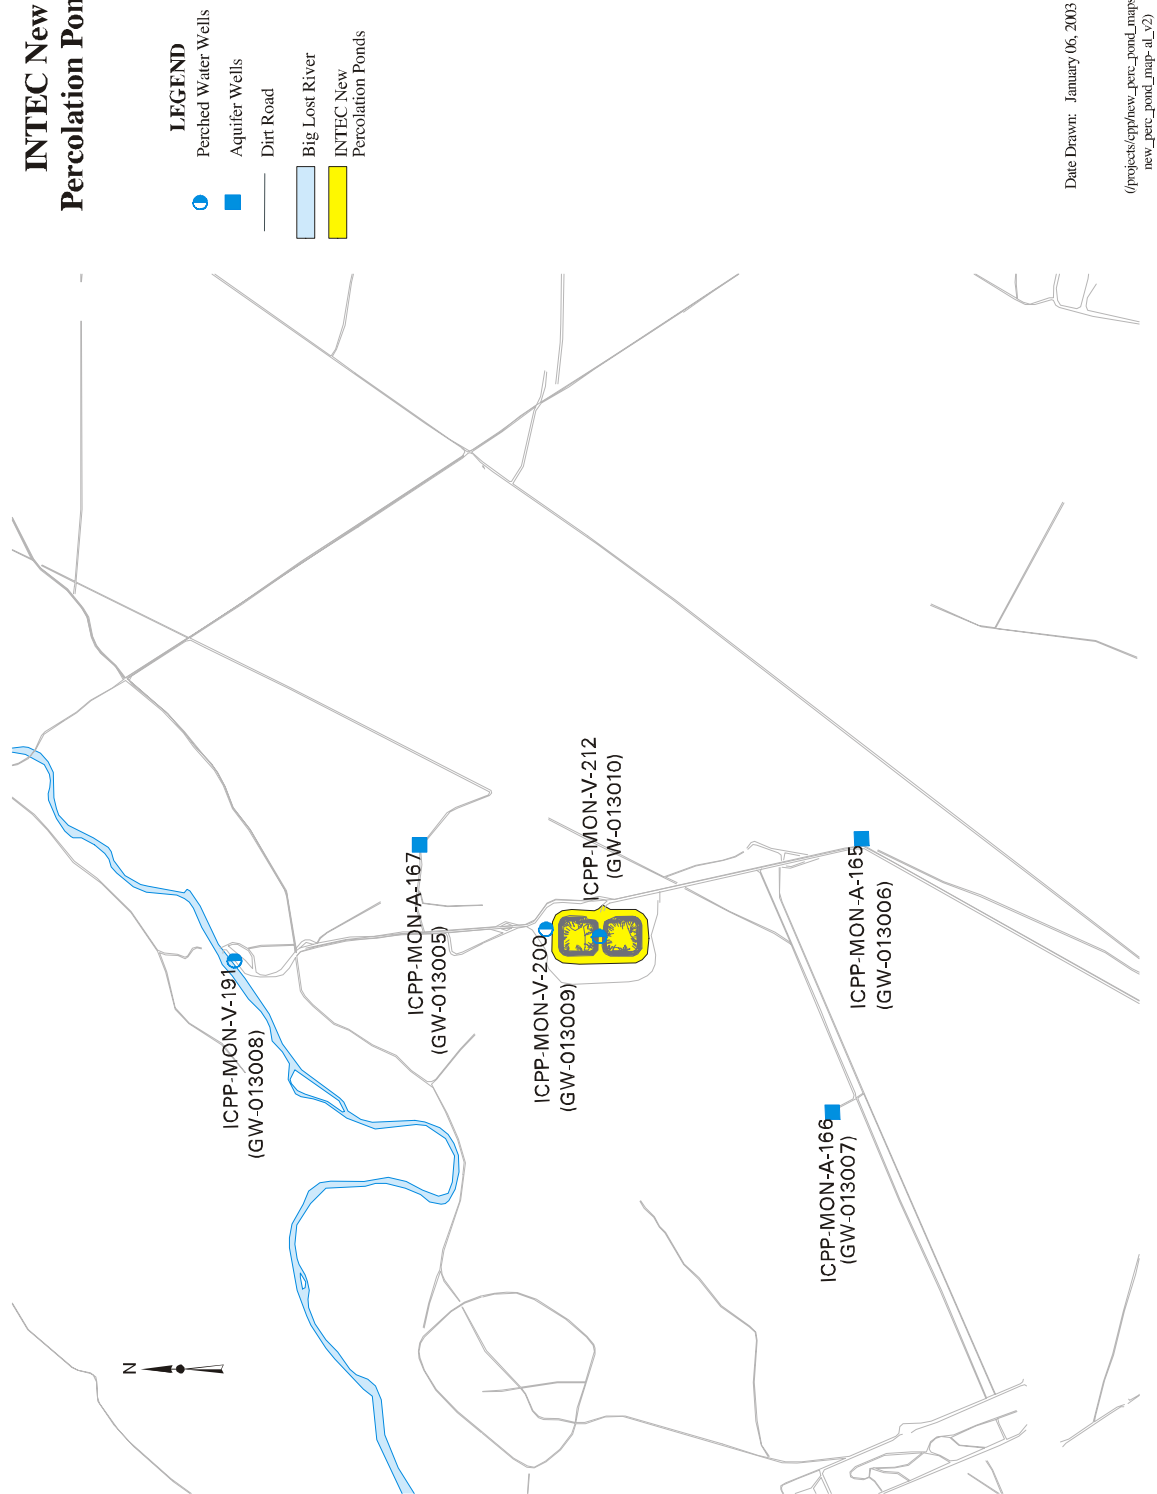 INTEC New
Percolation Pon
LEGEND
Perched Water Wells
Aquifer Wells
Dirt Road
Big Lost River
INTEC New
Percolation Ponds
ICPP-MON-V-191
(GW-013008)
ICPP-MON-A-167
(GW-013005)
ICPP-MON-V-200
(GW-013009)
ICPP-MON-V-212
(GW-013010)
ICPP-MON-A-165
(GW-013006)
ICPP-MON-A-166
(GW-013007)
N
Date Drawn: January 06, 2003
(/projects/cpp/new_perc_pond_maps
new_perc_pond_map- al_v2)